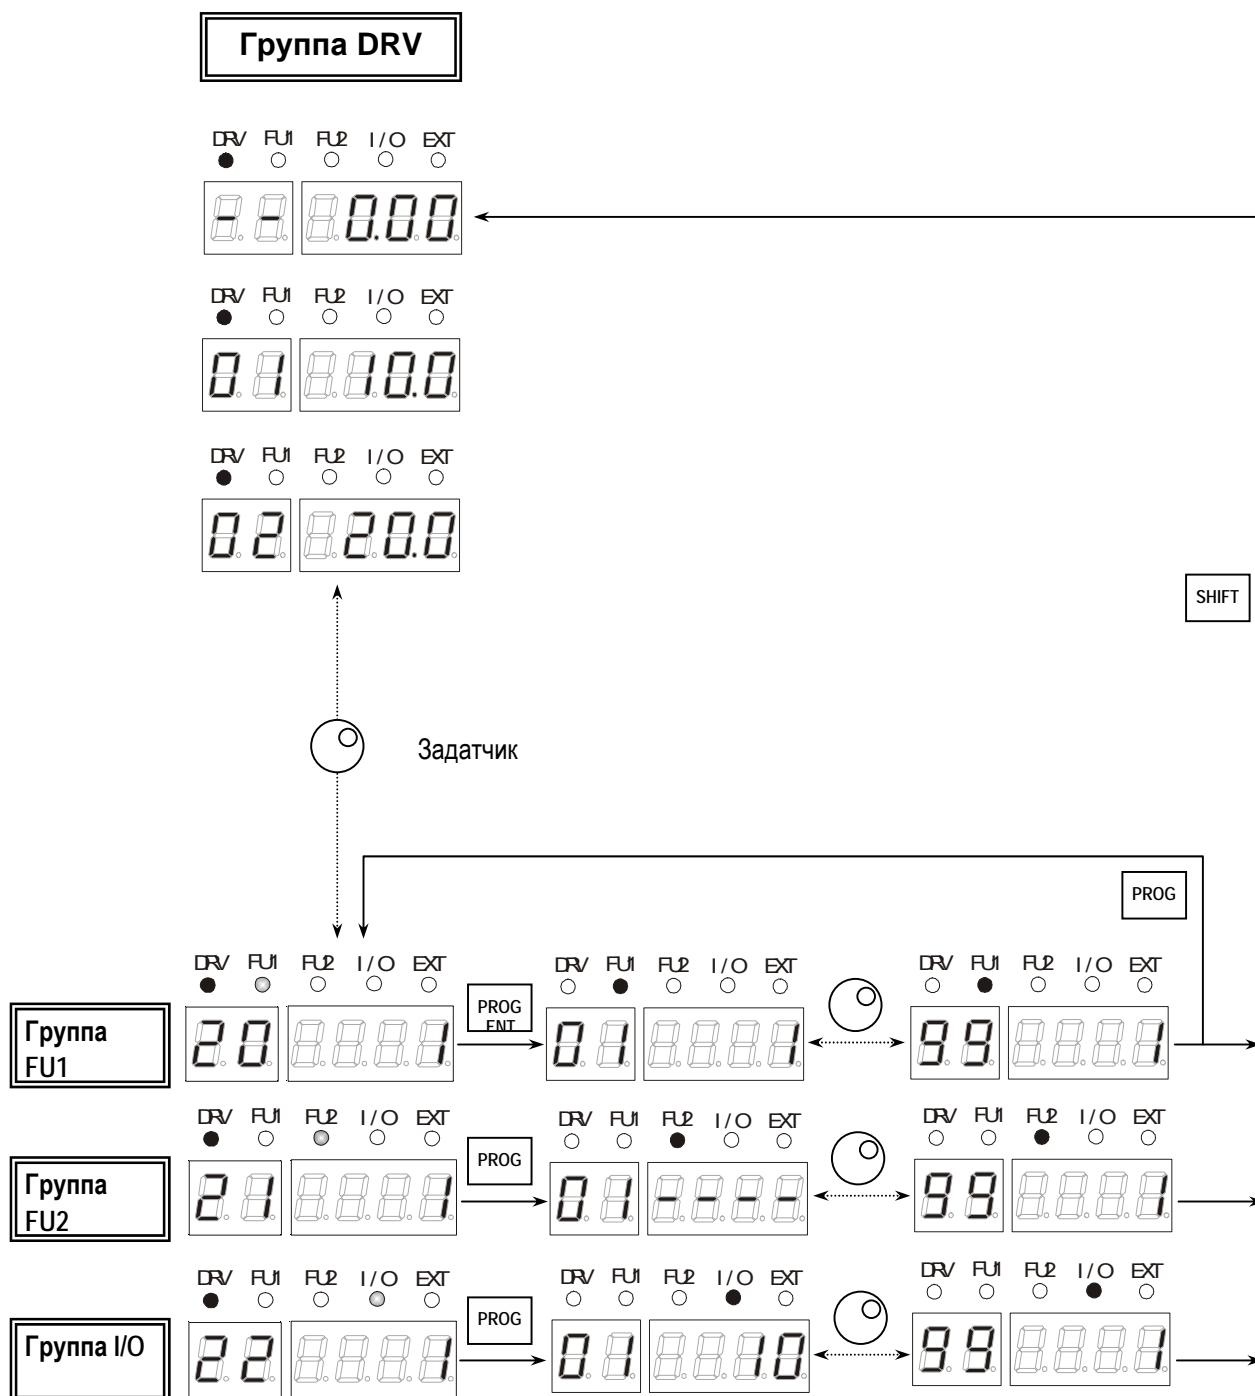 Группа DRV
DRV FU1 FU2 I/O EXT
-- 0.00
DRV FU1 FU2 I/O EXT
01 10.0
DRV FU1 FU2 I/O EXT
02 20.0
SHIFT
Задатчик
PROG
DRV FU1 FU2 I/O EXT DRV FU1 FU2 I/O EXT DRV FU1 FU2 I/O EXT
Группа
FU1
20 1
PROG
ENT
01 1 99 1
DRV FU1 FU2 I/O EXT DRV FU1 FU2 I/O EXT DRV FU1 FU2 I/O EXT
Группа
FU2
21 1
PROG
01 ---- 99 1
DRV FU1 FU2 I/O EXT DRV FU1 FU2 I/O EXT DRV FU1 FU2 I/O EXT
Группа I/O
22 1
PROG
01 10 99 1